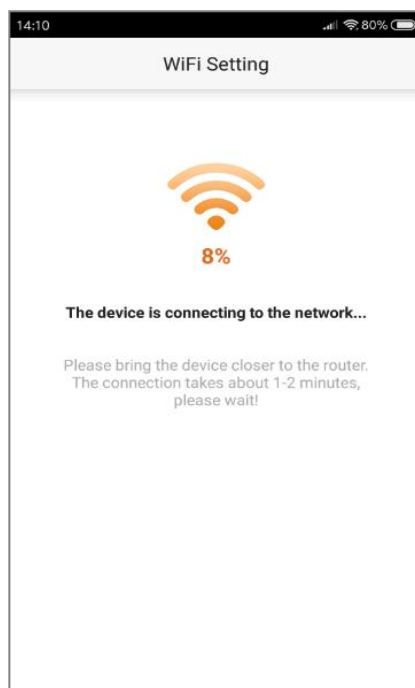 14:10
80%
WiFi Setting
8%
The device is connecting to the network...
Please bring the device closer to the router.
The connection takes about 1-2 minutes,
please wait!